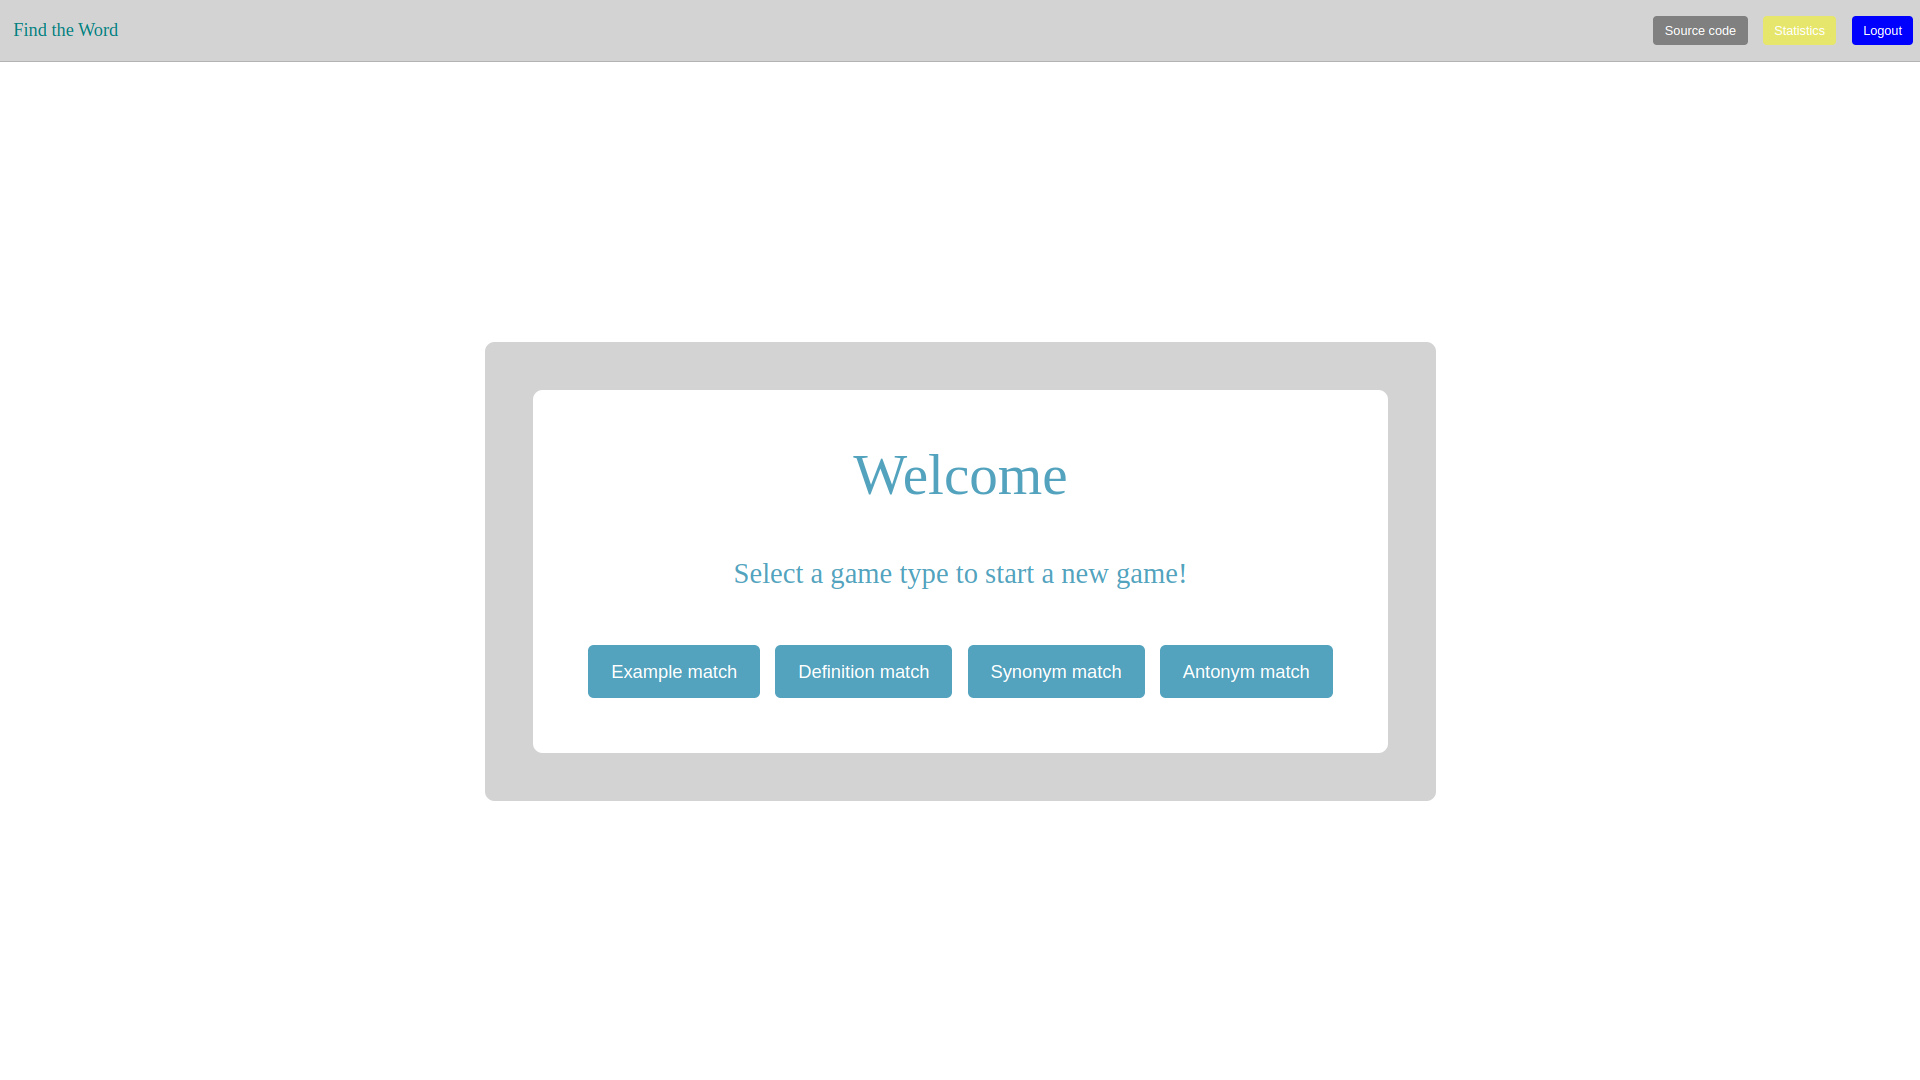 Find the Word
Source code
Statistics
Logout
Welcome
Select a game type to start a new game!
Example match
Definition match
Synonym match
Antonym match